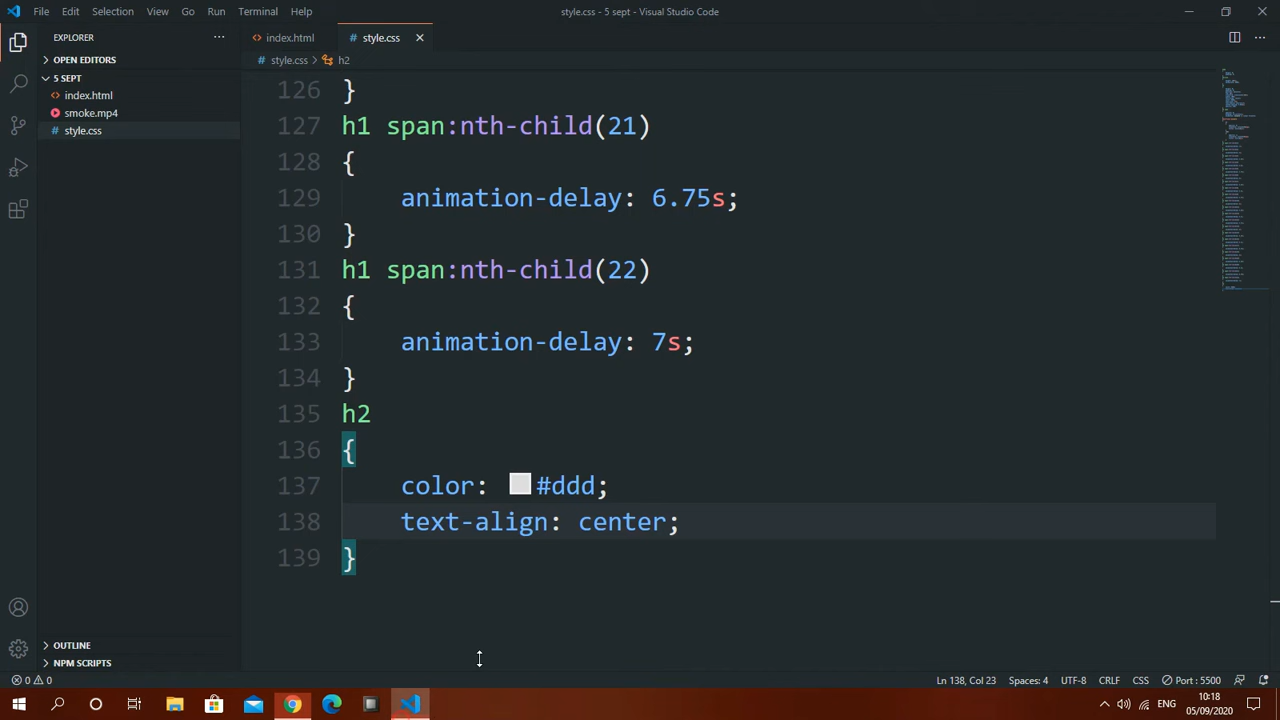 File Edit Selection View Go Run Terminal Help
style.css - 5 sept - Visual Studio Code
EXPLORER
index.html
style.css
OPEN EDITORS
5 SEPT
index.html
smoke.mp4
style.css
style.css h2
126 }
127 h1 span:nth-child(21)
128 {
129 animation-delay: 6.75s;
130 }
131 h1 span:nth-child(22)
132 {
133 animation-delay: 7s;
134 }
135 h2
136 {
137 color: #ddd;
138 text-align: center;
139 }
OUTLINE
NPM SCRIPTS
0 0
Ln 138, Col 23 Spaces: 4 UTF-8 CRLF CSS Port : 5500
ENG
10:18
05/09/2020